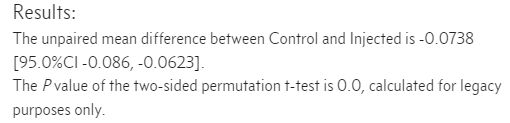 Results:
The unpaired mean difference between Control and Injected is -0.0738
[95.0%CI -0.086, -0.0623].
The P value of the two-sided permutation t-test is 0.0, calculated for legacy
purposes only.